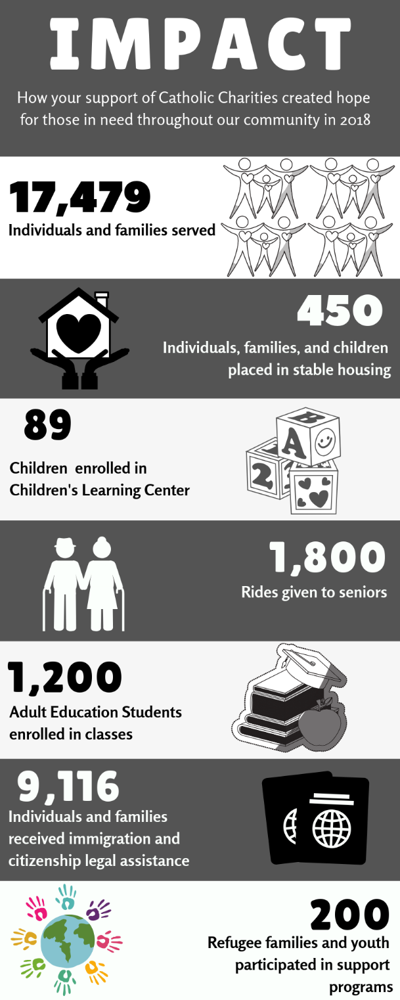 IMPACT
How your support of Catholic Charities created hope
for those in need throughout our community in 2018
17,479
Individuals and families served
450
Individuals, families, and children
placed in stable housing
89
Children enrolled in
Children's Learning Center
B
A
2
1,800
Rides given to seniors
1,200
Adult Education Students
enrolled in classes
9,116
Individuals and families
received immigration and
citizenship legal assistance
200
Refugee families and youth
participated in support
programs